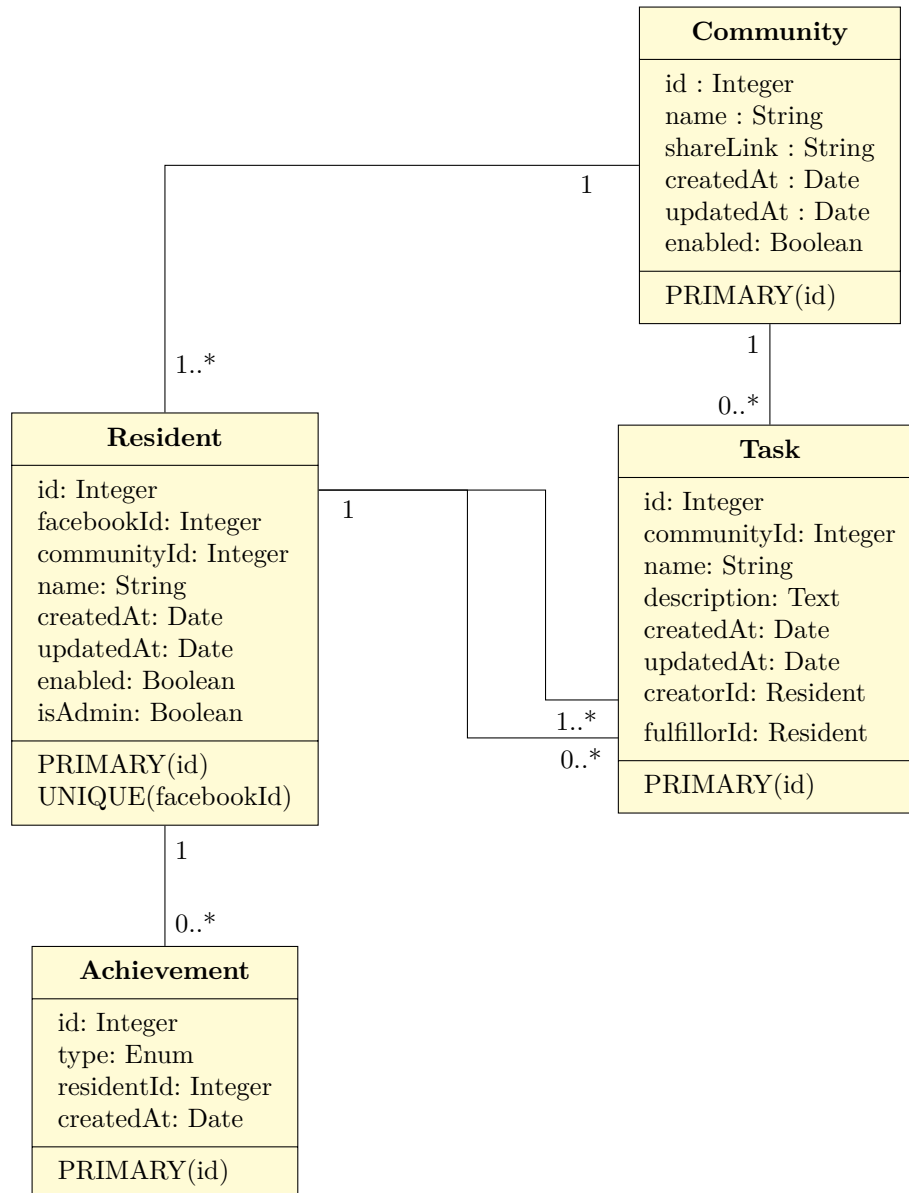 Community
id : Integer
name : String
shareLink : String
createdAt : Date
updatedAt : Date
enabled: Boolean
PRIMARY(id)
1
1..*
1
0..*
Resident
id: Integer
facebookId: Integer
communityId: Integer
name: String
createdAt: Date
updatedAt: Date
enabled: Boolean
isAdmin: Boolean
PRIMARY(id)
UNIQUE(facebookId)
1
1..*
0..*
Task
id: Integer
communityId: Integer
name: String
description: Text
createdAt: Date
updatedAt: Date
creatorId: Resident
fulfillorId: Resident
PRIMARY(id)
1
0..*
Achievement
id: Integer
type: Enum
residentId: Integer
createdAt: Date
PRIMARY(id)